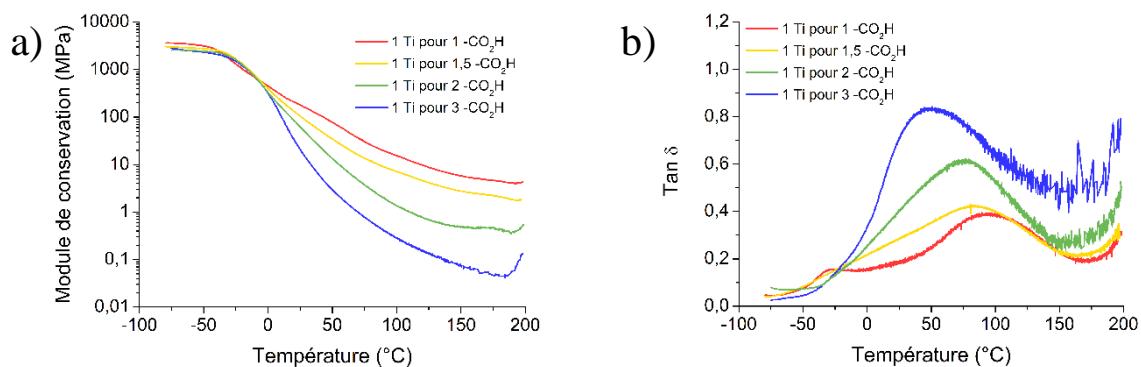 a)
Module de conservation (MPa)
10000
1000
100
10
1
0,1
0,01
-100
-50
0
50
100
150
200
Température (°C)
1 Ti pour 1 -CO₂H
1 Ti pour 1,5 -CO₂H
1 Ti pour 2 -CO₂H
1 Ti pour 3 -CO₂H
b)
Tan δ
1,2
1,0
0,8
0,6
0,4
0,2
0,0
-100
-50
0
50
100
150
200
Température (°C)
1 Ti pour 1 -CO₂H
1 Ti pour 1,5 -CO₂H
1 Ti pour 2 -CO₂H
1 Ti pour 3 -CO₂H